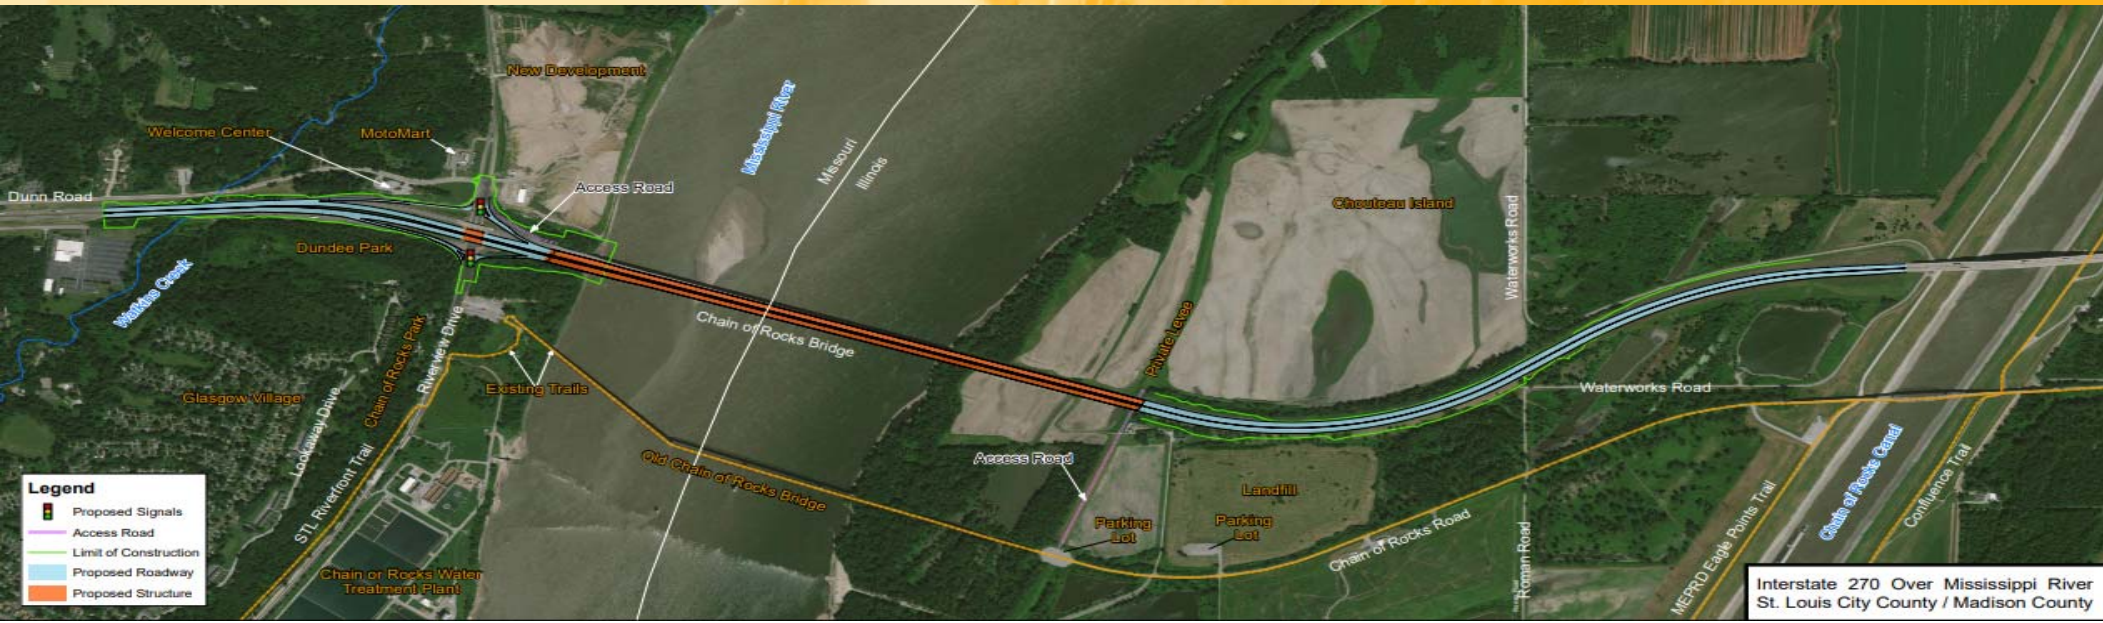 New Development
Mississippi River
Welcome Center
MotoMart
Missouri
Illinois
Dunn Road
Access Road
Chouteau Island
Waterworks Road
Dundee Park
Watkins Creek
Chain of Rocks Bridge
Private Levee
Chain of Rocks Park
Riverview Drive
Existing Trails
Waterworks Road
Glasgow Village
Lookaway Drive
STL Riverfront Trail
Old Chain of Rocks Bridge
Access Road
Landfill
Parking
Lot
Parking
Lot
Chain of Rocks Road
Roman Road
MEPRD Eagle Points Trail
Chain of Rocks Canal
Confluence Trail
Chain or Rocks Water
Treatment Plant
Legend
Proposed Signals
Access Road
Limit of Construction
Proposed Roadway
Proposed Structure
Interstate 270 Over Mississippi River
St. Louis City County / Madison County